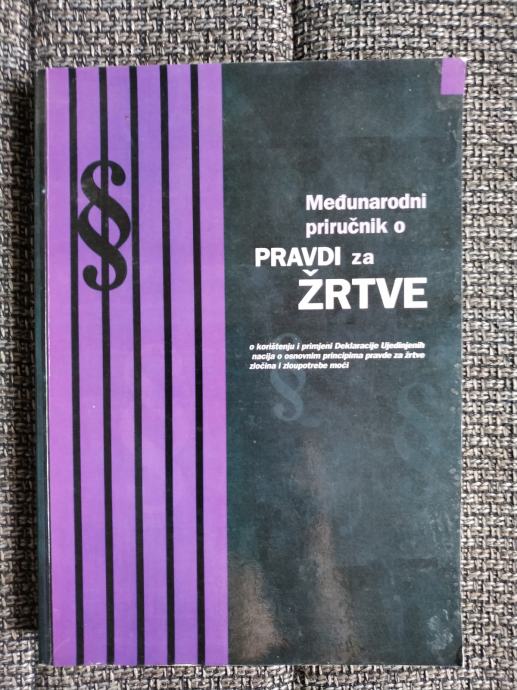 §
Međunarodni
priručnik o
PRAVDI za
ŽRTVE
o korištenju i primjeni Deklaracije Ujedinjenih
nacija o osnovnim principima pravde za žrtve
zločina i zloupotrebe moći
§
§